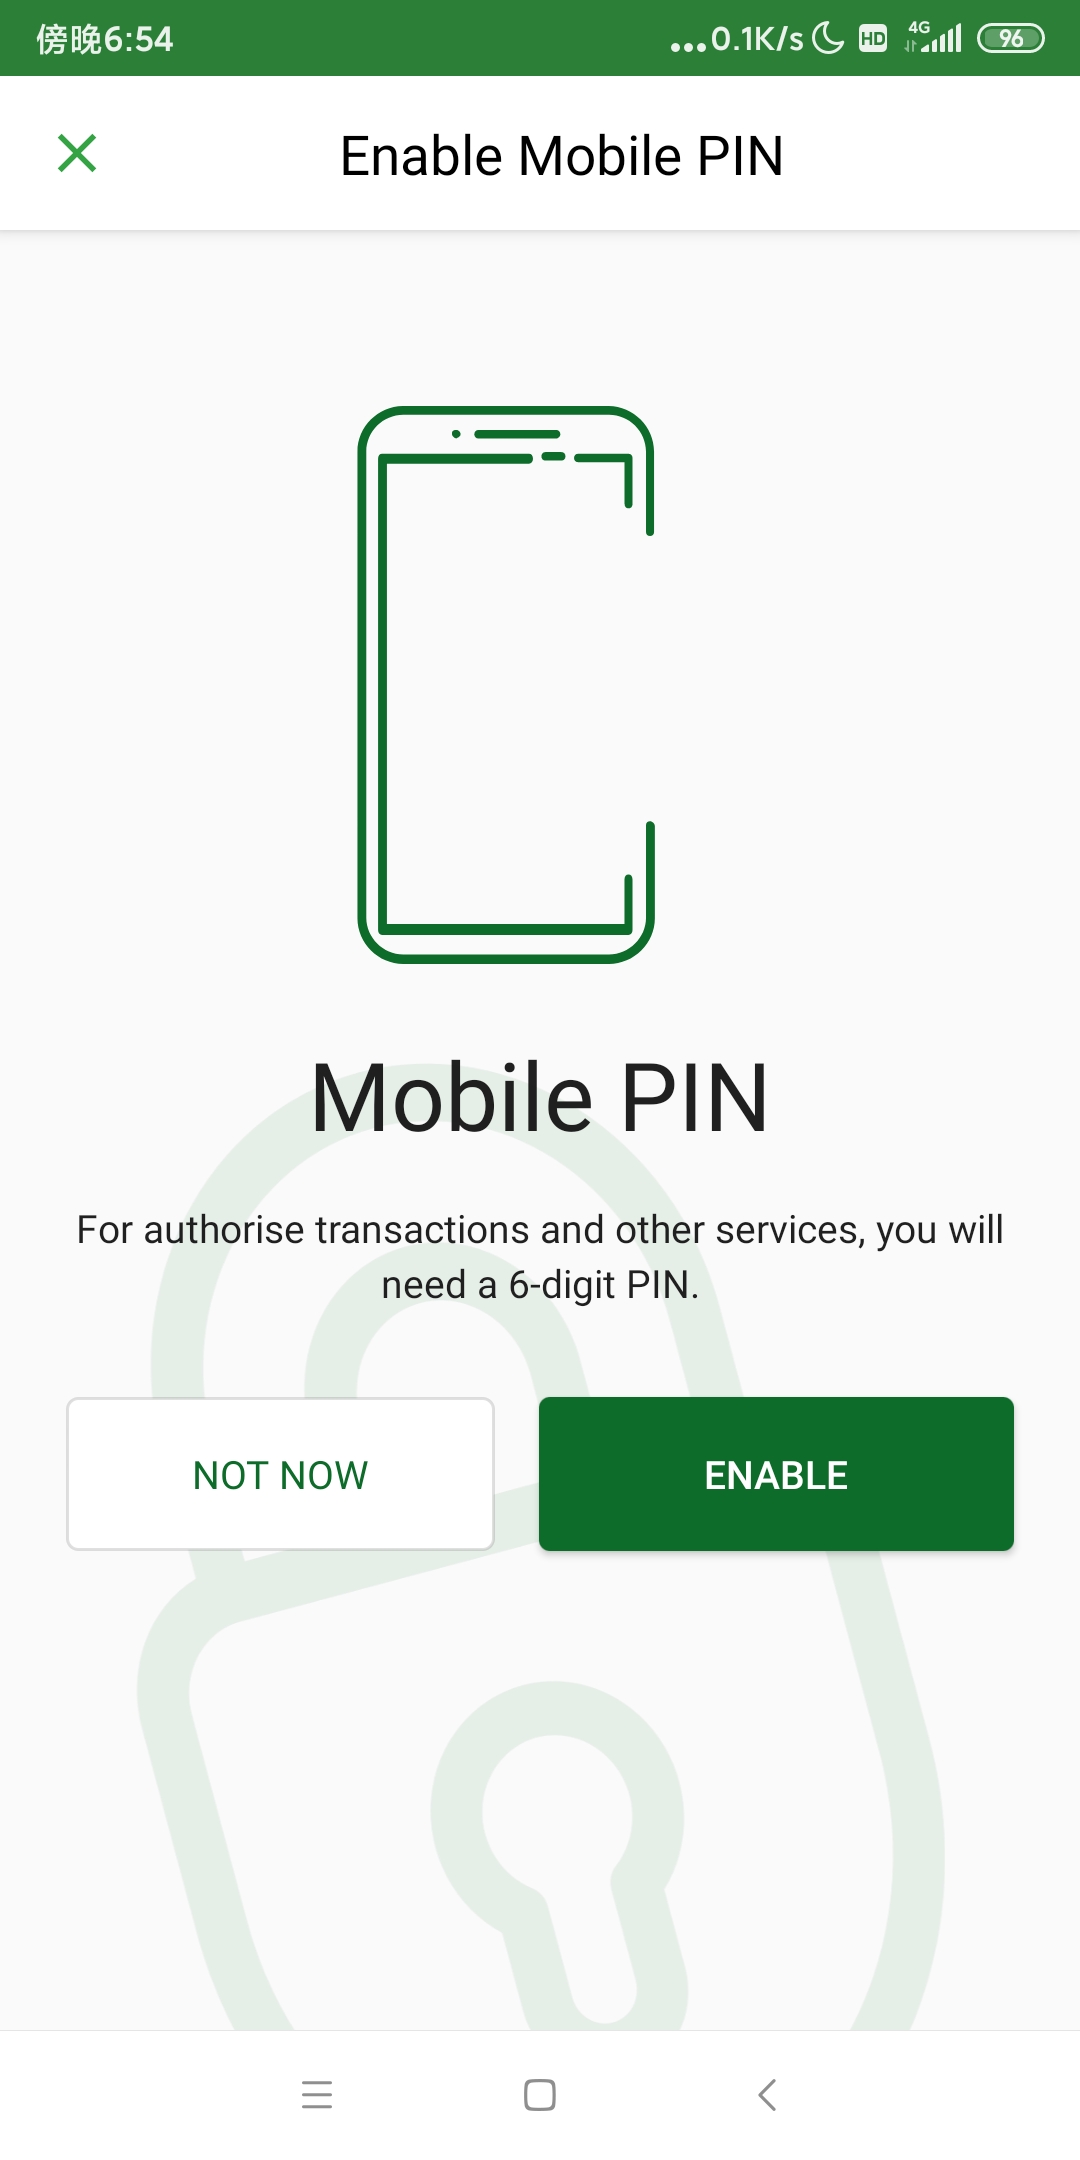 傍晚6:54 ...0.1K/s HD 4G 96
Enable Mobile PIN
Mobile PIN
For authorise transactions and other services, you will
need a 6-digit PIN.
NOT NOW ENABLE